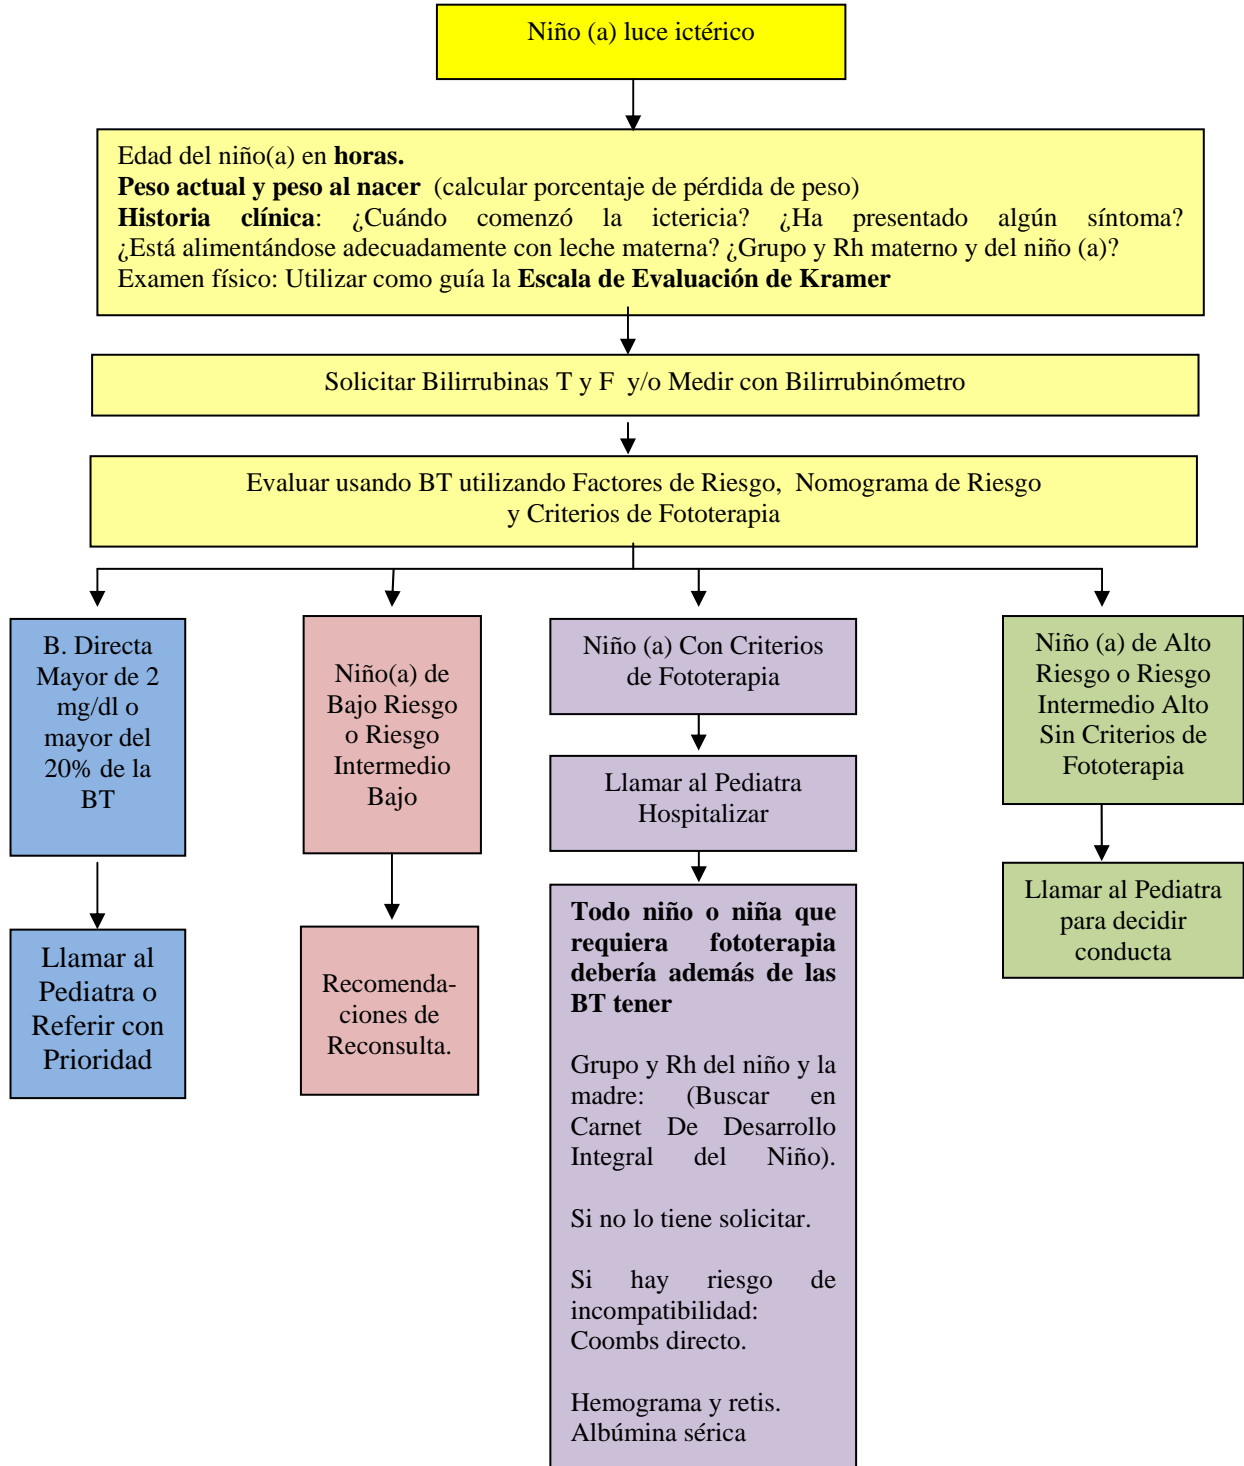 Niño (a) luce ictérico
Edad del niño(a) en horas.
Peso actual y peso al nacer (calcular porcentaje de pérdida de peso)
Historia clínica: ¿Cuándo comenzó la ictericia? ¿Ha presentado algún síntoma?
¿Está alimentándose adecuadamente con leche materna? ¿Grupo y Rh materno y del niño (a)?
Examen físico: Utilizar como guía la Escala de Evaluación de Kramer
Solicitar Bilirrubinas T y F y/o Medir con Bilirrubinómetro
Evaluar usando BT utilizando Factores de Riesgo, Nomograma de Riesgo
y Criterios de Fototerapia
B. Directa
Mayor de 2
mg/dl o
mayor del
20% de la
BT
Llamar al
Pediatra o
Referir con
Prioridad
Niño(a) de
Bajo Riesgo
o Riesgo
Intermedio
Bajo
Recomenda-
ciones de
Reconsulta.
Niño (a) Con Criterios
de Fototerapia
Llamar al Pediatra
Hospitalizar
Todo niño o niña que
requiera fototerapia
debería además de las
BT tener
Grupo y Rh del niño y la
madre: (Buscar en
Carnet De Desarrollo
Integral del Niño).
Si no lo tiene solicitar.
Si hay riesgo de
incompatibilidad:
Coombs directo.
Hemograma y retis.
Albúmina sérica
Niño (a) de Alto
Riesgo o Riesgo
Intermedio Alto
Sin Criterios de
Fototerapia
Llamar al Pediatra
para decidir
conducta